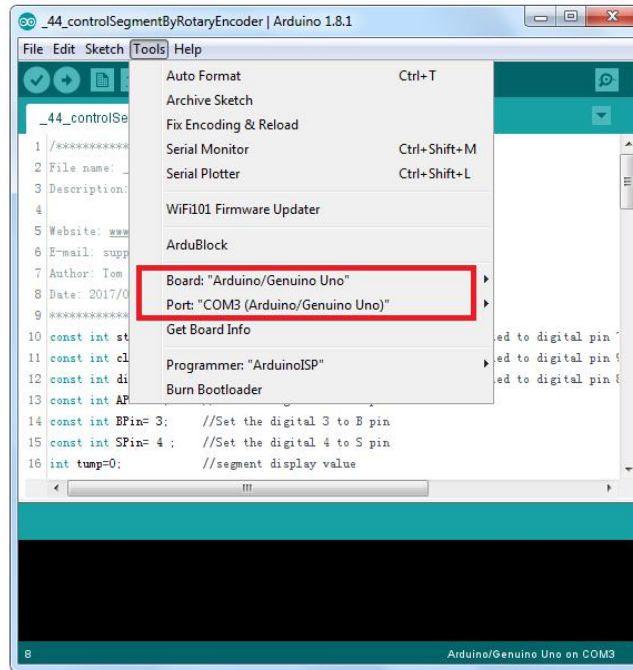 _44_controlSegmentByRotaryEncoder | Arduino 1.8.1
File Edit Sketch Tools Help
Auto Format Ctrl+T
Archive Sketch
Fix Encoding & Reload
Serial Monitor Ctrl+Shift+M
Serial Plotter Ctrl+Shift+L
WiFi101 Firmware Updater
ArduBlock
Board: "Arduino/Genuino Uno"
Port: "COM3 (Arduino/Genuino Uno)"
Get Board Info
Programmer: "ArduinoISP"
Burn Bootloader
_44_controlSe
1 /***********
2 File name: _
3 Description:
4
5 Website: www
6 E-mail: supp
7 Author: Tom
8 Date: 2017/0
9 ************
10 const int st ed to digital pin 7
11 const int cl ed to digital pin 9
12 const int di ed to digital pin 8
13 const int AP
14 const int BPin= 3; //Set the digital 3 to B pin
15 const int SPin= 4 ; //Set the digital 4 to S pin
16 int tump=0; //segment display value
8 Arduino/Genuino Uno on COM3